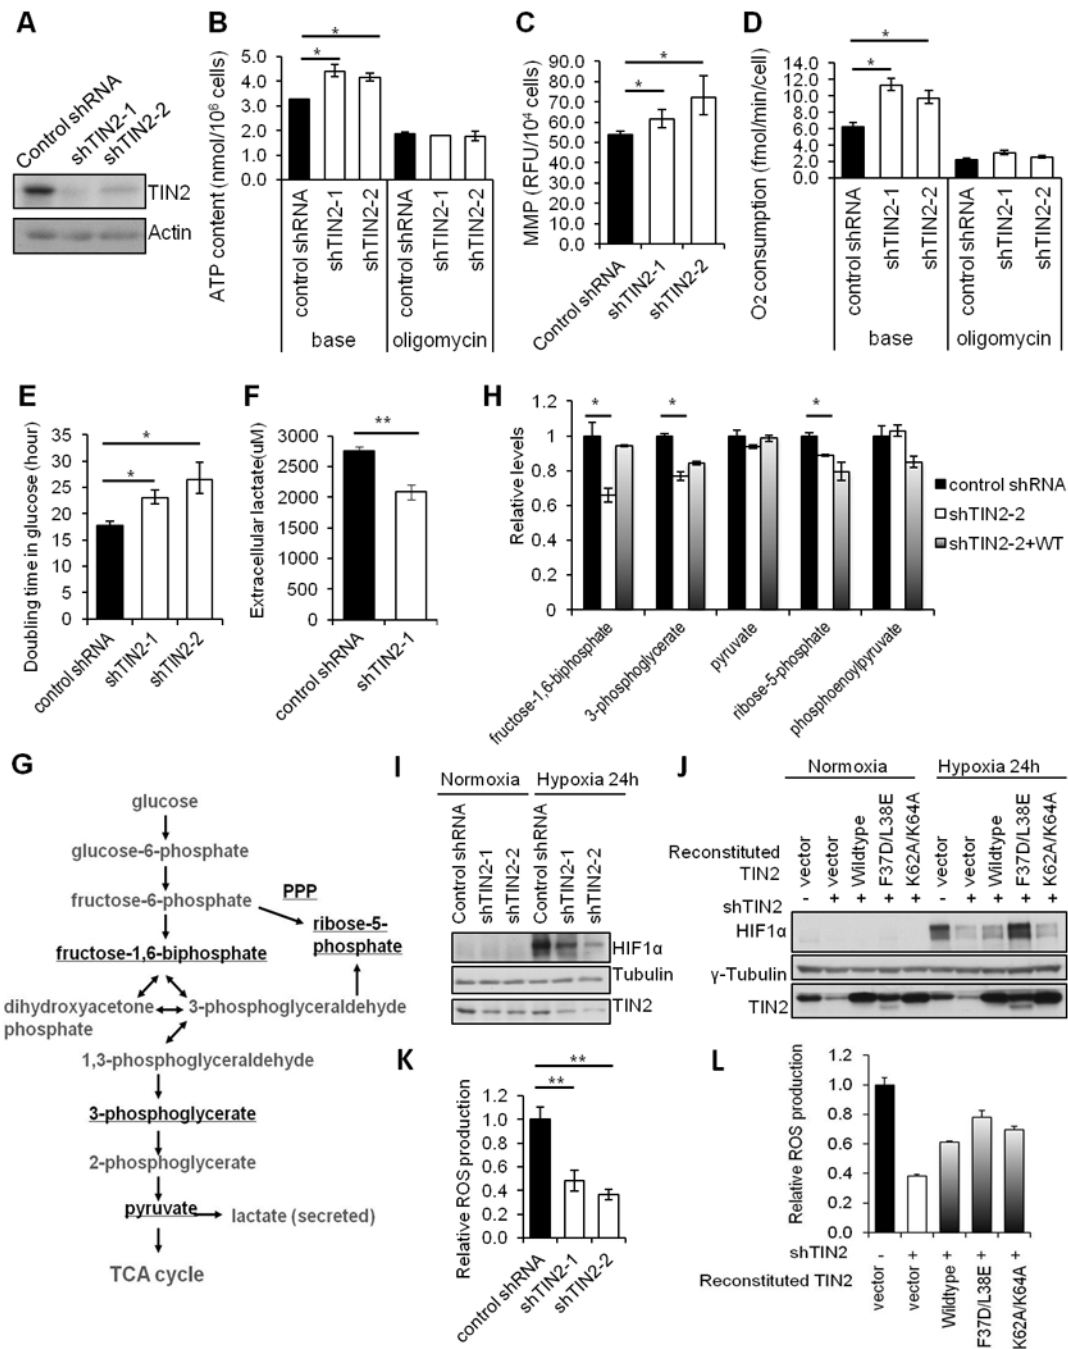 A
Control shRNA
shTIN2-1
shTIN2-2
TIN2
Actin
B
ATP content (nmol/10⁶ cells)
5.0
4.0
3.0
2.0
1.0
0.0
*
*
control shRNA
shTIN2-1
shTIN2-2
control shRNA
shTIN2-1
shTIN2-2
base
oligomycin
C
MMP (RFU/10⁴ cells)
90.0
80.0
70.0
60.0
50.0
40.0
30.0
20.0
10.0
0.0
*
*
Control shRNA
shTIN2-1
shTIN2-2
D
O2 consumption (fmol/min/cell)
14.0
12.0
10.0
8.0
6.0
4.0
2.0
0.0
*
*
control shRNA
shTIN2-1
shTIN2-2
control shRNA
shTIN2-1
shTIN2-2
base
oligomycin
E
Doubling time in glucose (hour)
35
30
25
20
15
10
5
0
*
*
control shRNA
shTIN2-1
shTIN2-2
F
Extracellular lactate(uM)
3000
2500
2000
1500
1000
500
0
**
control shRNA
shTIN2-1
H
Relative levels
1.2
1
0.8
0.6
0.4
0.2
0
*
*
*
fructose-1,6-biphosphate
3-phosphoglycerate
pyruvate
ribose-5-phosphate
phosphoenolpyruvate
control shRNA
shTIN2-2
shTIN2-2+WT
G
glucose
glucose-6-phosphate
fructose-6-phosphate
PPP
ribose-5-
phosphate
fructose-1,6-biphosphate
dihydroxyacetone
phosphate
3-phosphoglyceraldehyde
1,3-phosphoglyceraldehyde
3-phosphoglycerate
2-phosphoglycerate
pyruvate
lactate (secreted)
TCA cycle
I
Normoxia
Hypoxia 24h
Control shRNA
shTIN2-1
shTIN2-2
Control shRNA
shTIN2-1
shTIN2-2
HIF1α
Tubulin
TIN2
J
Normoxia
Hypoxia 24h
Reconstituted
TIN2
vector
vector
Wildtype
F37D/L38E
K62A/K64A
vector
vector
Wildtype
F37D/L38E
K62A/K64A
shTIN2
- + + + + - + + + +
HIF1α
γ-Tubulin
TIN2
K
Relative ROS production
1.2
1.0
0.8
0.6
0.4
0.2
0.0
**
**
control shRNA
shTIN2-1
shTIN2-2
L
Relative ROS production
1.2
1.0
0.8
0.6
0.4
0.2
0.0
shTIN2 - + + + +
Reconstituted TIN2
vector
vector
Wildtype
F37D/L38E
K62A/K64A